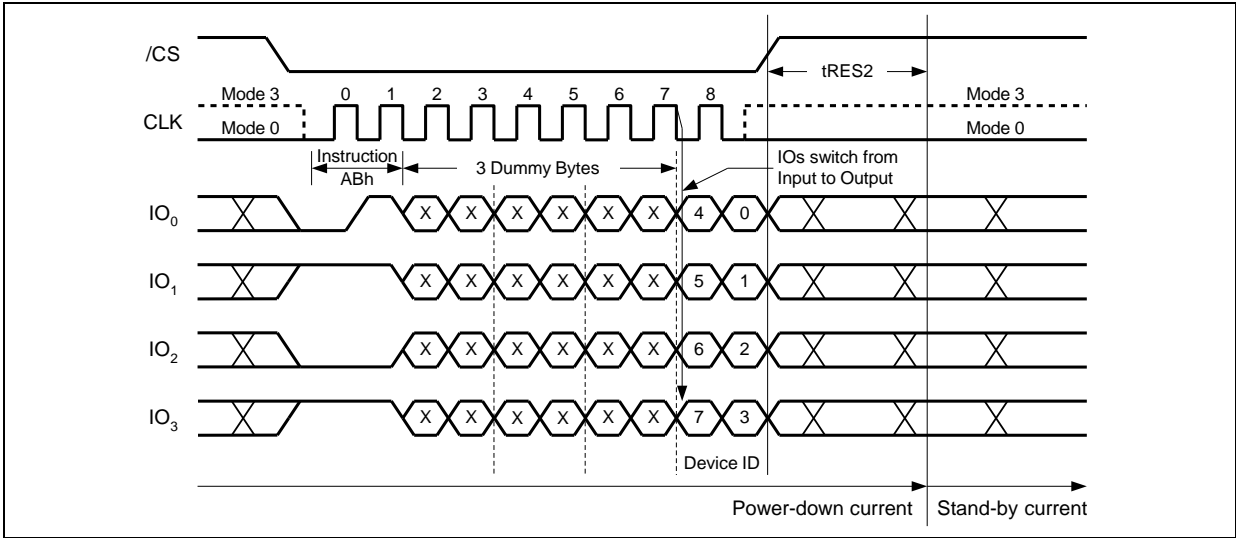 /CS
tRES2
Mode 3 0 1 2 3 4 5 6 7 8 Mode 3
CLK
Mode 0 Mode 0
Instruction
ABh
3 Dummy Bytes
IOs switch from
Input to Output
IO0 X X X X X X 4 0
IO1 X X X X X X 5 1
IO2 X X X X X X 6 2
IO3 X X X X X X 7 3
Device ID
Power-down current Stand-by current